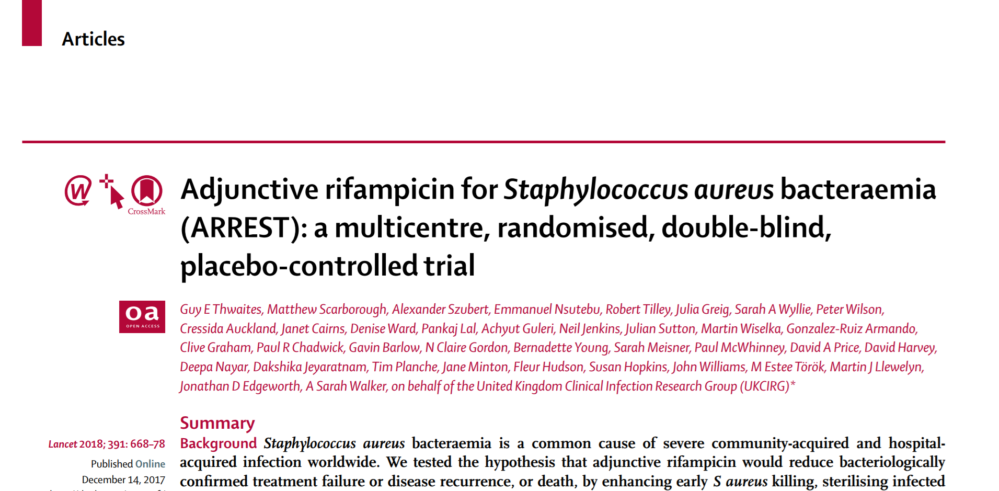 Articles
W
CrossMark
Adjunctive rifampicin for Staphylococcus aureus bacteraemia
(ARREST): a multicentre, randomised, double-blind,
placebo-controlled trial
oa
OPEN ACCESS
Guy E Thwaites, Matthew Scarborough, Alexander Szubert, Emmanuel Nsutebu, Robert Tilley, Julia Greig, Sarah A Wyllie, Peter Wilson,
Cressida Auckland, Janet Cairns, Denise Ward, Pankaj Lal, Achyut Guleri, Neil Jenkins, Julian Sutton, Martin Wiselka, Gonzalez-Ruiz Armando,
Clive Graham, Paul R Chadwick, Gavin Barlow, N Claire Gordon, Bernadette Young, Sarah Meisner, Paul McWhinney, David A Price, David Harvey,
Deepa Nayar, Dakshika Jeyaratnam, Tim Planche, Jane Minton, Fleur Hudson, Susan Hopkins, John Williams, M Estee Török, Martin J Llewelyn,
Jonathan D Edgeworth, A Sarah Walker, on behalf of the United Kingdom Clinical Infection Research Group (UKCIRG)*
Summary
Background Staphylococcus aureus bacteraemia is a common cause of severe community-acquired and hospital-
acquired infection worldwide. We tested the hypothesis that adjunctive rifampicin would reduce bacteriologically
confirmed treatment failure or disease recurrence, or death, by enhancing early S aureus killing, sterilising infected
Lancet 2018; 391: 668–78
Published Online
December 14, 2017